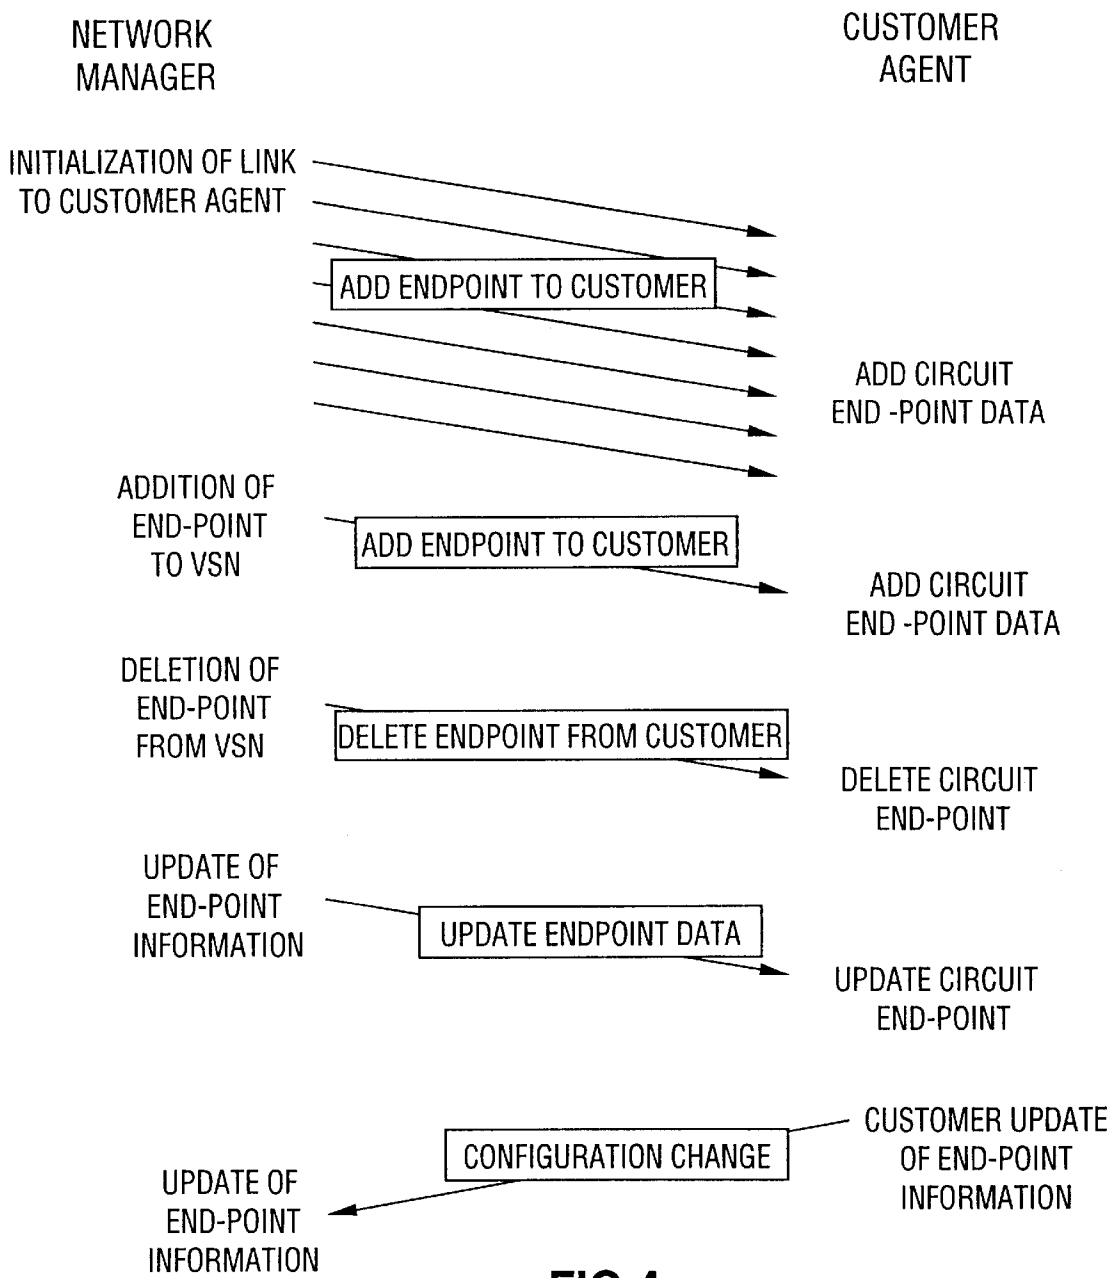 NETWORK
MANAGER
CUSTOMER
AGENT
INITIALIZATION OF LINK
TO CUSTOMER AGENT
ADD ENDPOINT TO CUSTOMER
ADD CIRCUIT
END -POINT DATA
ADDITION OF
END-POINT
TO VSN
ADD ENDPOINT TO CUSTOMER
ADD CIRCUIT
END -POINT DATA
DELETION OF
END-POINT
FROM VSN
DELETE ENDPOINT FROM CUSTOMER
DELETE CIRCUIT
END-POINT
UPDATE OF
END-POINT
INFORMATION
UPDATE ENDPOINT DATA
UPDATE CIRCUIT
END-POINT
CUSTOMER UPDATE
OF END-POINT
INFORMATION
CONFIGURATION CHANGE
UPDATE OF
END-POINT
INFORMATION